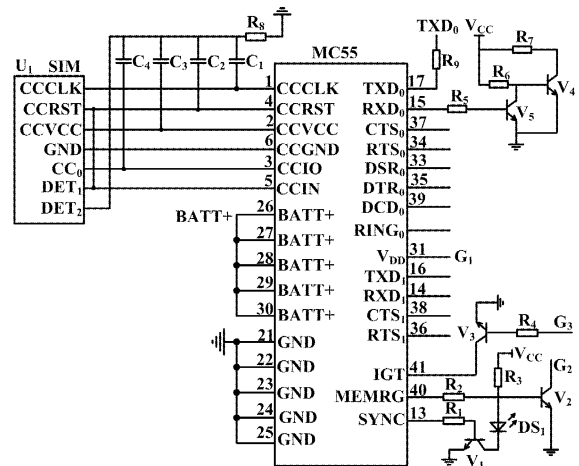 R₈
TXD₀
V_CC
R₇
U₁ SIM
C₄ C₃ C₂ C₁
MC55
R₉
R₆
V₄
CCCLK 1 CCCLK
TXD₀ 17
CCRST 4 CCRST
RXD₀ 15 R₅ V₅
CCVCC 2 CCVCC
CTS₀ 37
GND 6 CCGND
RTS₀ 34
CC₀ 3 CCIO
DSR₀ 33
DET₁ 5 CCIN
DTR₀ 35
DET₂
DCD₀ 39
BATT+ 26 BATT+
RING₀
27 BATT+
V_DD 31 G₁
28 BATT+
TXD₁ 16
29 BATT+
RXD₁ 14
30 BATT+
CTS₁ 38
21 GND
RTS₁ 36
V₃ R₄ G₃
22 GND
IGT 41
V_CC
R₃ G₂
23 GND
MEMRG 40 R₂
V₂
24 GND
SYNC 13 R₁
DS₁
25 GND
V₁